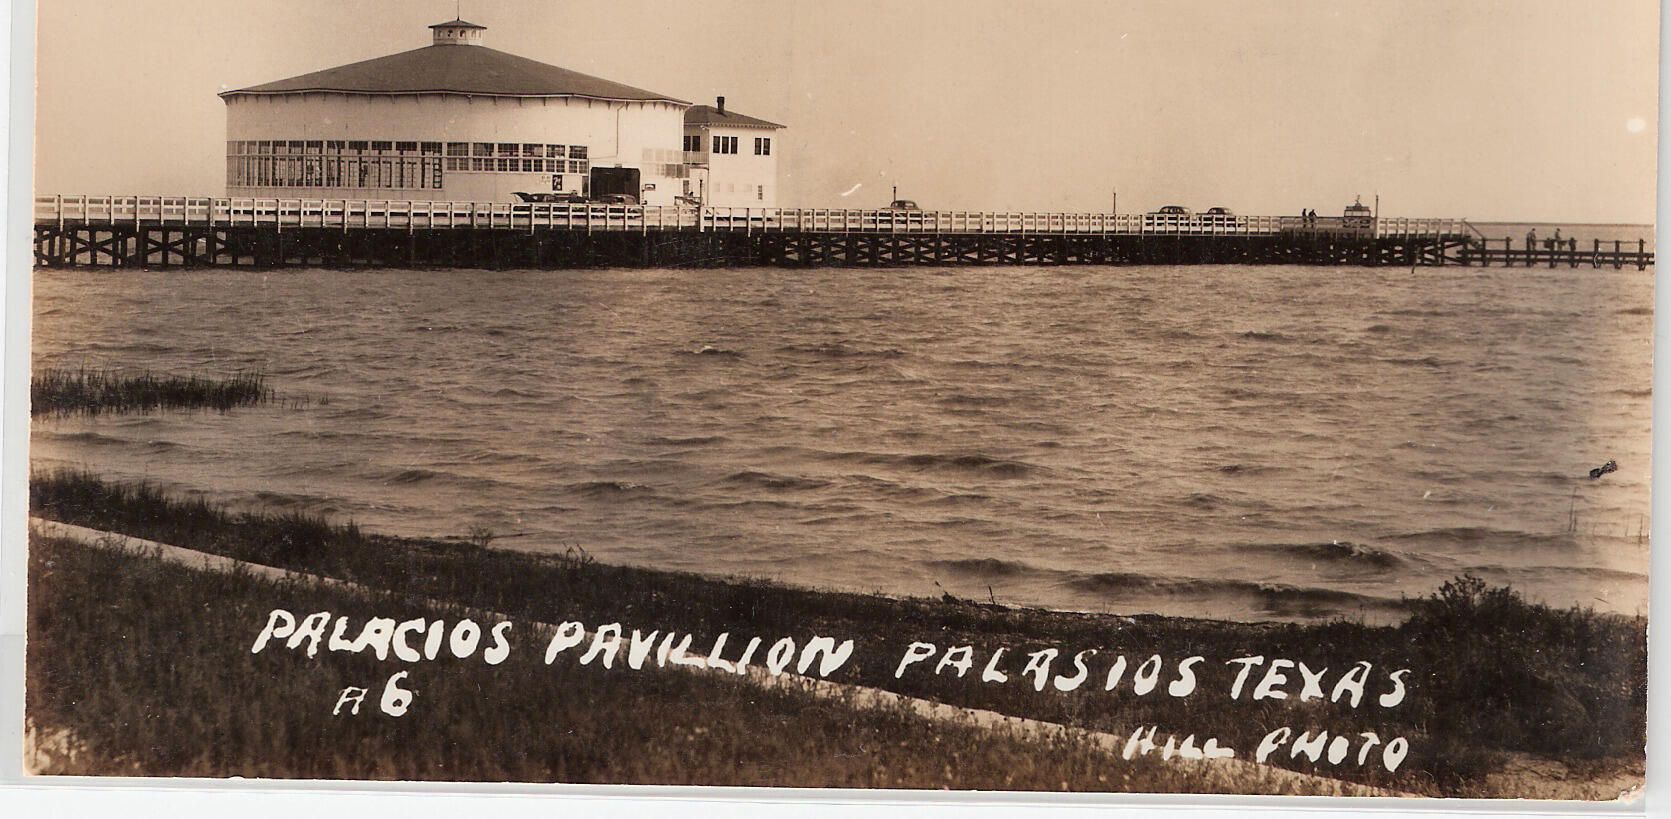 PALACIOS PAVILLION PALASIOS TEXAS
A6
HILL PHOTO